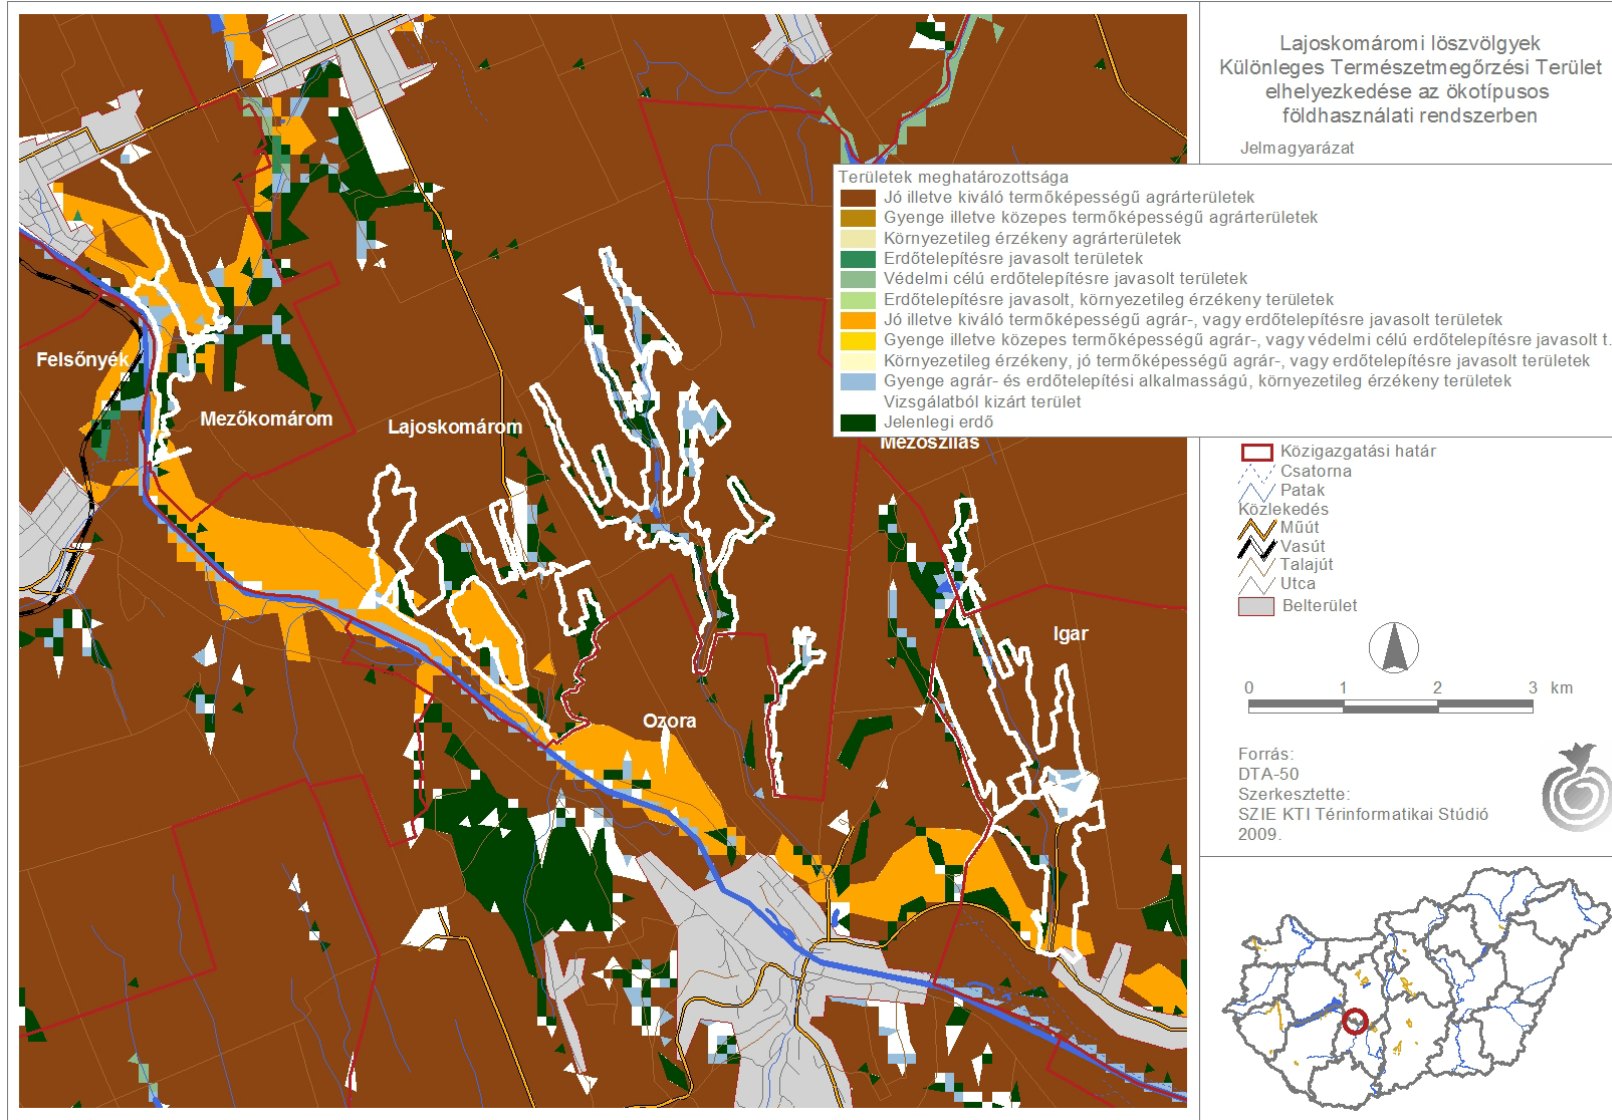 Lajoskomáromi löszvölgyek
Különleges Természetmegőrzési Terület
elhelyezkedése az ökotípusos
földhasználati rendszerben
Jelmagyarázat
Területek meghatározottsága
Jó illetve kiváló termőképességű agrárterületek
Gyenge illetve közepes termőképességű agrárterületek
Környezetileg érzékeny agrárterületek
Erdőtelepítésre javasolt területek
Védelmi célú erdőtelepítésre javasolt területek
Erdőtelepítésre javasolt, környezetileg érzékeny területek
Jó illetve kiváló termőképességű agrár-, vagy erdőtelepítésre javasolt területek
Gyenge illetve közepes termőképességű agrár-, vagy védelmi célú erdőtelepítésre javasolt t.
Környezetileg érzékeny, jó termőképességű agrár-, vagy erdőtelepítésre javasolt területek
Gyenge agrár- és erdőtelepítési alkalmasságú, környezetileg érzékeny területek
Vizsgálatból kizárt terület
Jelenlegi erdő
Felsőnyék
Mezőkomárom
Lajoskomárom
Mezőszilas
Igar
Ozora
Közigazgatási határ
Csatorna
Patak
Közlekedés
Műút
Vasút
Talajút
Utca
Belterület
0 1 2 3 km
Forrás:
DTA-50
Szerkesztette:
SZIE KTI Térinformatikai Stúdió
2009.